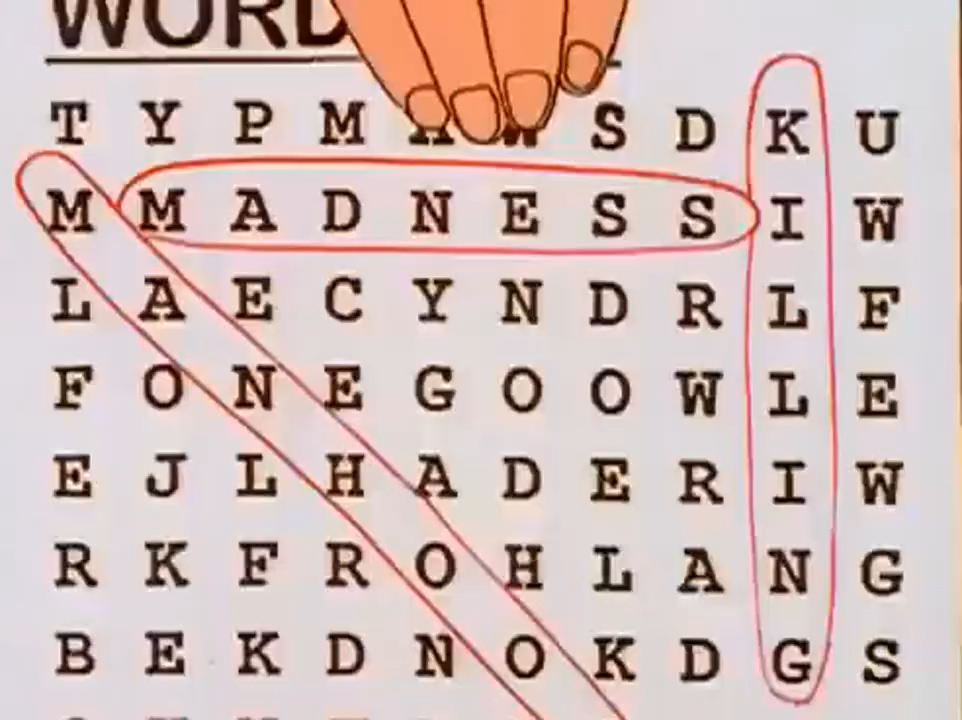 WORD
T Y P M A W S D K U
M M A D N E S S I W
L A E C Y N D R L F
F O N E G O O W L E
E J L H A D E R I W
R K F R O H L A N G
B E K D N O K D G S